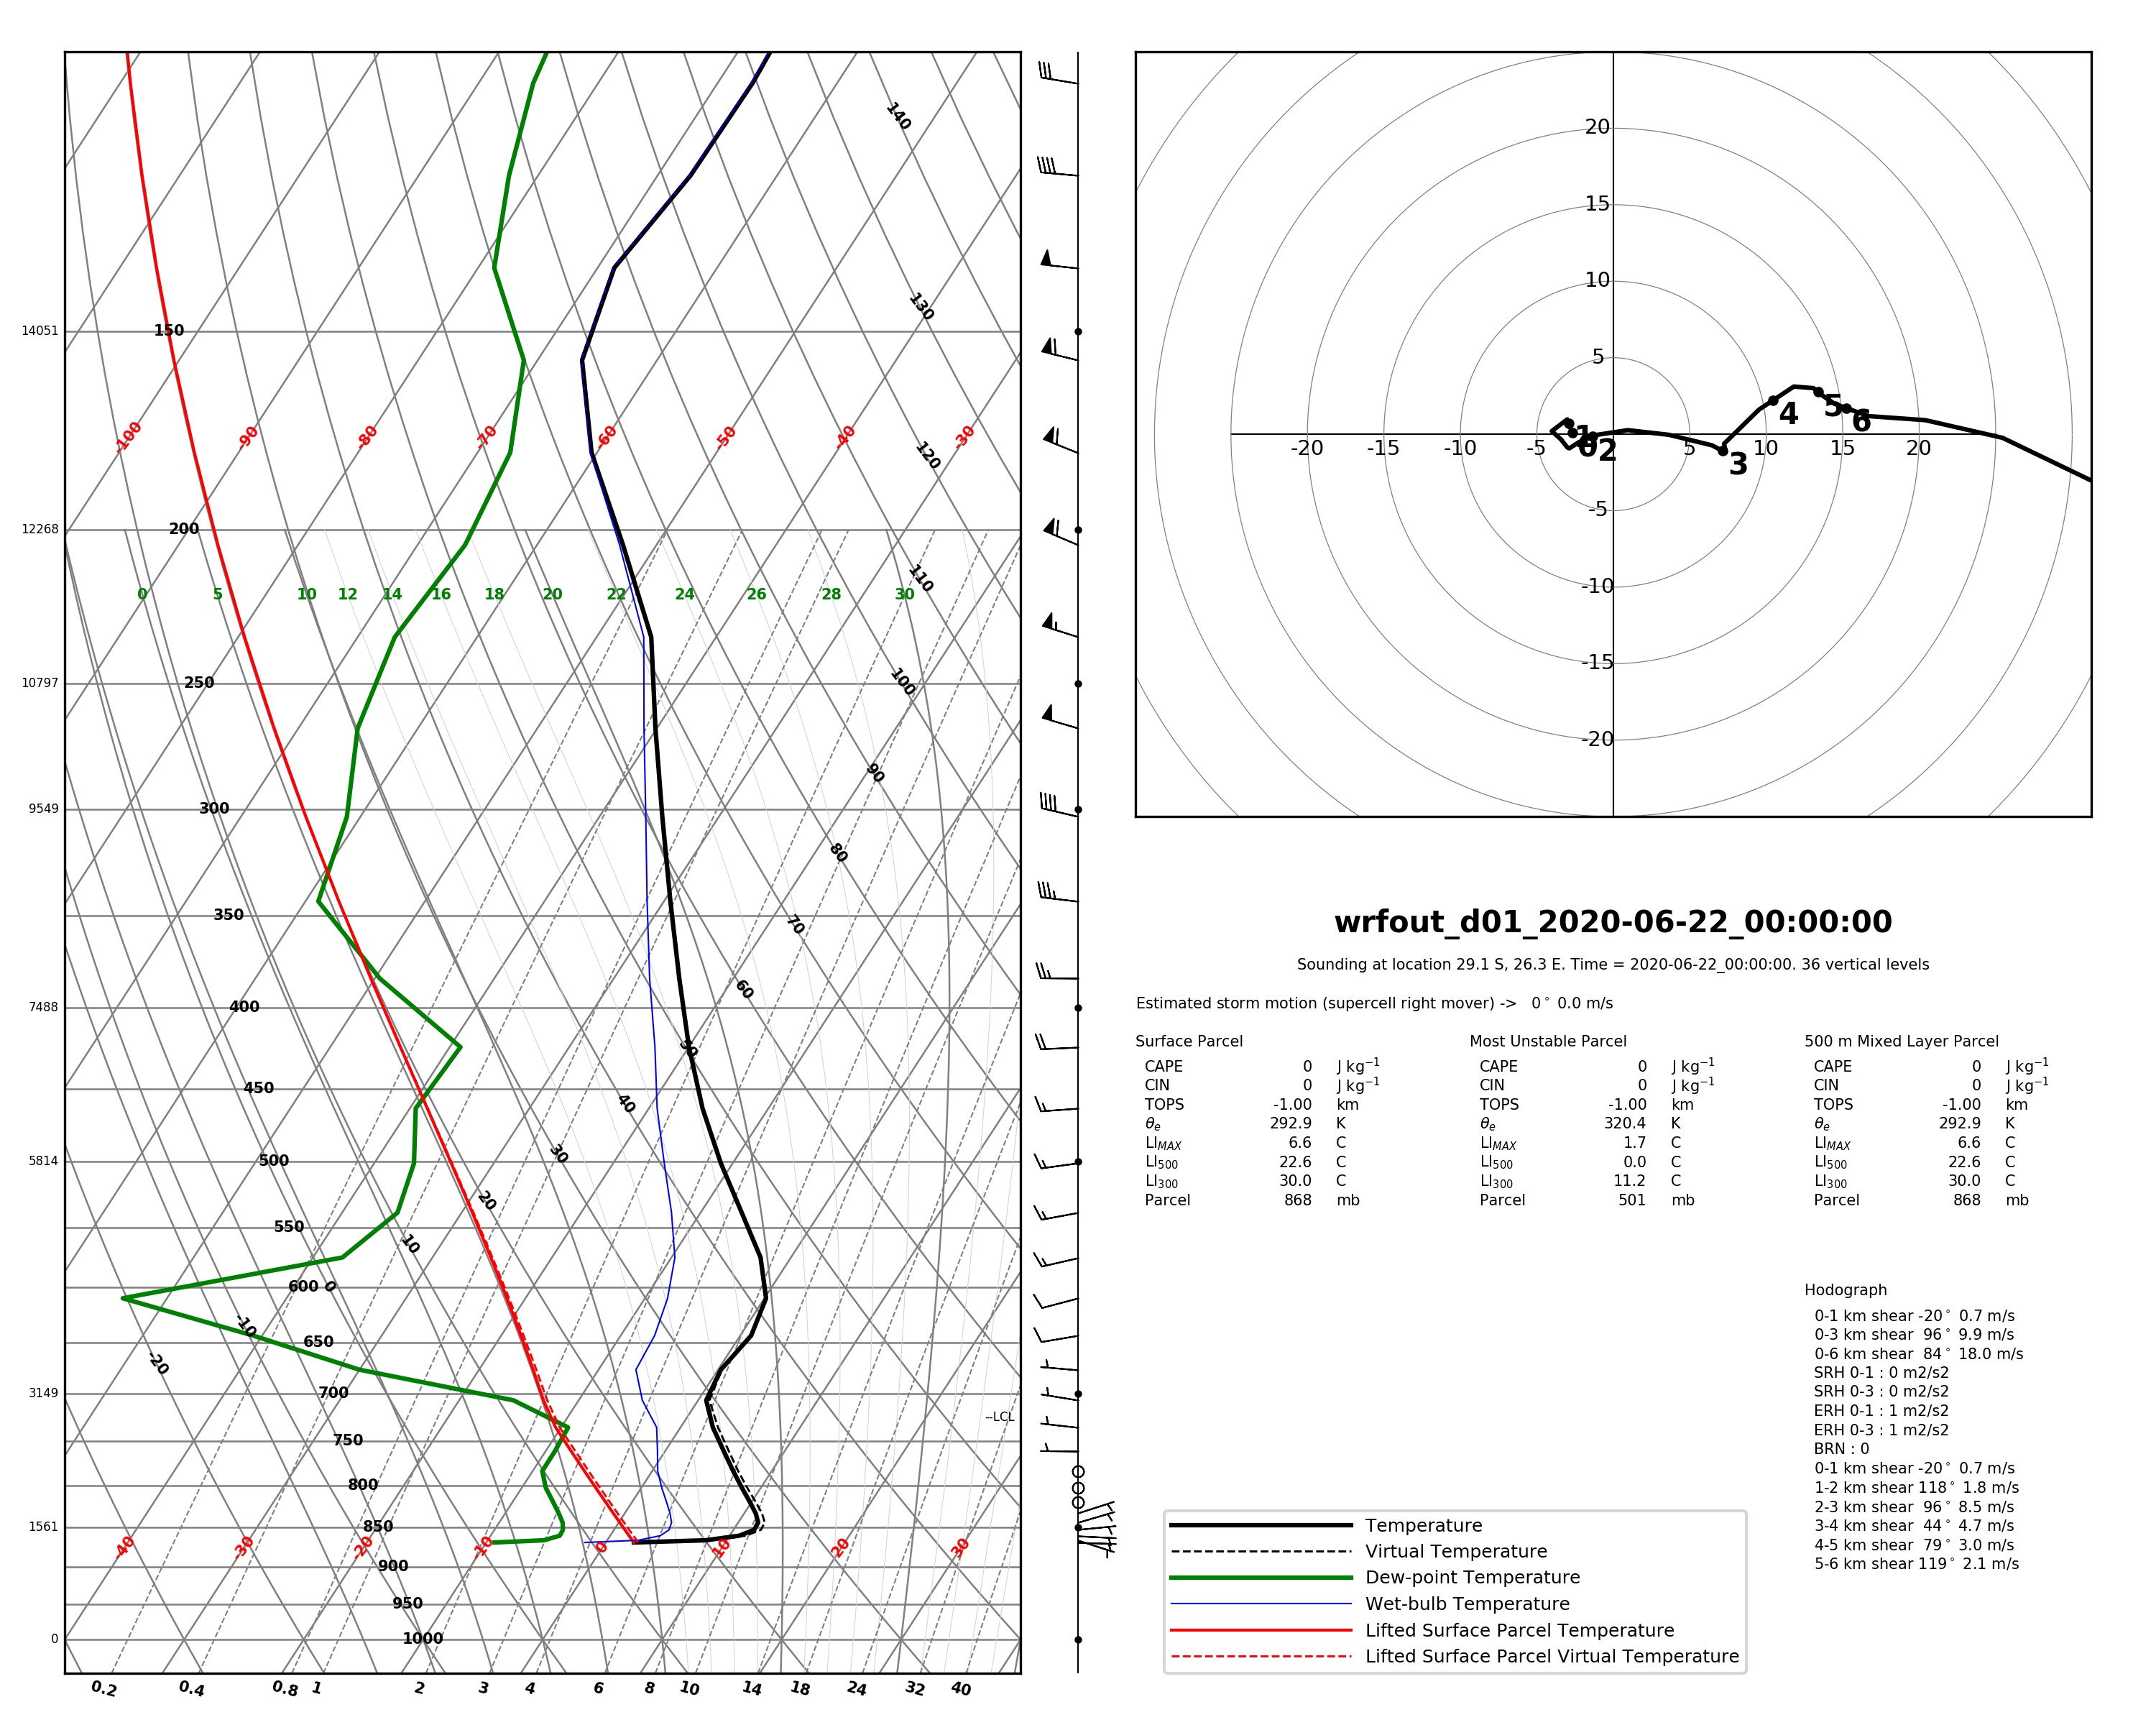 140
130
120
110
100
90
80
70
60
50
40
30
20
10
0
-10
-20
14051 150
-100 -90 -80 -70 -60 -50 -40 -30
12268 200
0 5 10 12 14 16 18 20 22 24 26 28 30
10797 250
9549 300
350
7488 400
450
5814 500
550
600
650
3149 700
--LCL
750
800
1561 850
-40 -30 -20 -10 0 10 20 30
900
950
0 1000
0.2 0.4 0.8 1 2 3 4 6 8 10 14 18 24 32 40
20
15
10
5
-20 -15 -10 -5 5 10 15 20
-5
-10
-15
-20
0 1 2 3 4 5 6
wrfout_d01_2020-06-22_00:00:00
Sounding at location 29.1 S, 26.3 E. Time = 2020-06-22_00:00:00. 36 vertical levels
Estimated storm motion (supercell right mover) -> 0° 0.0 m/s
Surface Parcel Most Unstable Parcel 500 m Mixed Layer Parcel
CAPE 0 J kg⁻¹ CAPE 0 J kg⁻¹ CAPE 0 J kg⁻¹
CIN 0 J kg⁻¹ CIN 0 J kg⁻¹ CIN 0 J kg⁻¹
TOPS -1.00 km TOPS -1.00 km TOPS -1.00 km
θe 292.9 K θe 320.4 K θe 292.9 K
LIMAX 6.6 C LIMAX 1.7 C LIMAX 6.6 C
LI500 22.6 C LI500 0.0 C LI500 22.6 C
LI300 30.0 C LI300 11.2 C LI300 30.0 C
Parcel 868 mb Parcel 501 mb Parcel 868 mb
Hodograph
0-1 km shear -20° 0.7 m/s
0-3 km shear 96° 9.9 m/s
0-6 km shear 84° 18.0 m/s
SRH 0-1 : 0 m2/s2
SRH 0-3 : 0 m2/s2
ERH 0-1 : 1 m2/s2
ERH 0-3 : 1 m2/s2
BRN : 0
0-1 km shear -20° 0.7 m/s
1-2 km shear 118° 1.8 m/s
2-3 km shear 96° 8.5 m/s
3-4 km shear 44° 4.7 m/s
4-5 km shear 79° 3.0 m/s
5-6 km shear 119° 2.1 m/s
Temperature
Virtual Temperature
Dew-point Temperature
Wet-bulb Temperature
Lifted Surface Parcel Temperature
Lifted Surface Parcel Virtual Temperature